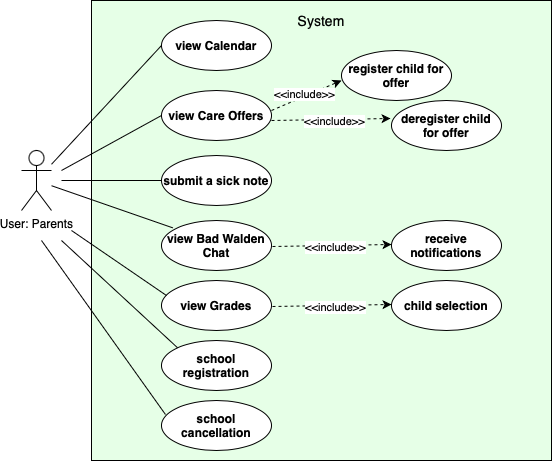 System
view Calendar
register child for
offer
<<include>>
view Care Offers
<<include>>
deregister child
for offer
submit a sick note
User: Parents
view Bad Walden
Chat
<<include>>
receive
notifications
view Grades
<<include>>
child selection
school
registration
school
cancellation